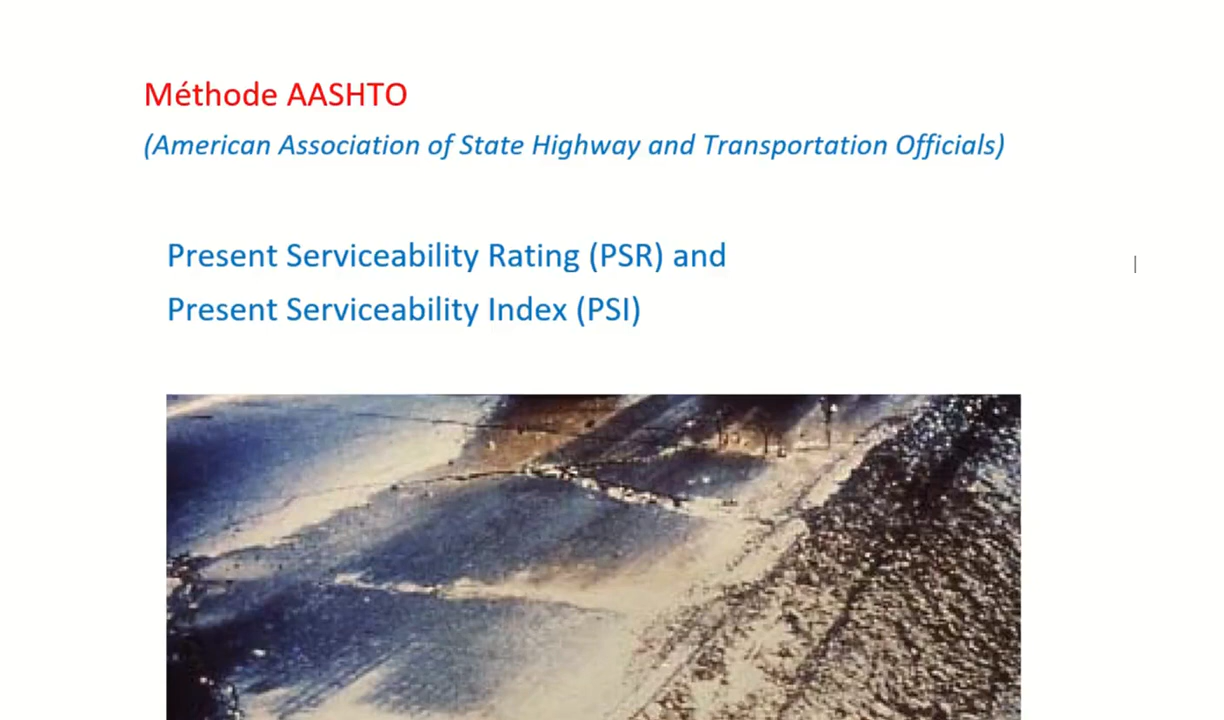 Méthode AASHTO
(American Association of State Highway and Transportation Officials)
Present Serviceability Rating (PSR) and
Present Serviceability Index (PSI)